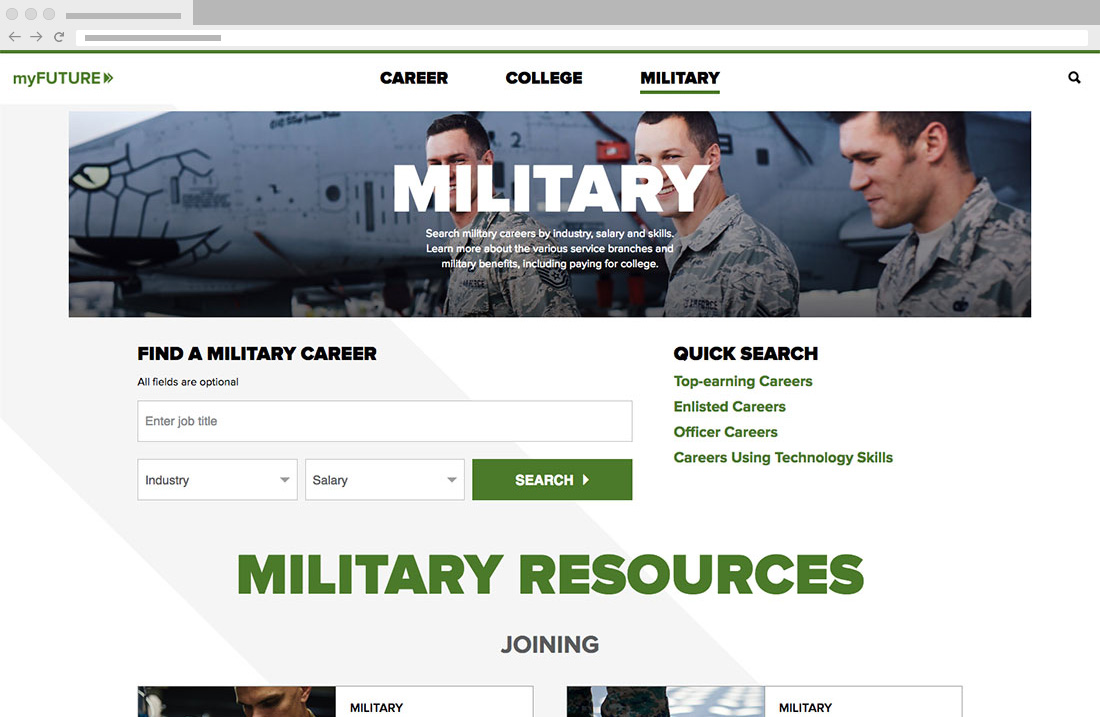 myFUTURE
CAREER
COLLEGE
MILITARY
2
MILITARY
Search military careers by industry, salary and skills.
Learn more about the various service branches and
military benefits, including paying for college.
FIND A MILITARY CAREER
All fields are optional
Enter job title
Industry
Salary
SEARCH
QUICK SEARCH
Top-earning Careers
Enlisted Careers
Officer Careers
Careers Using Technology Skills
MILITARY RESOURCES
JOINING
MILITARY
MILITARY